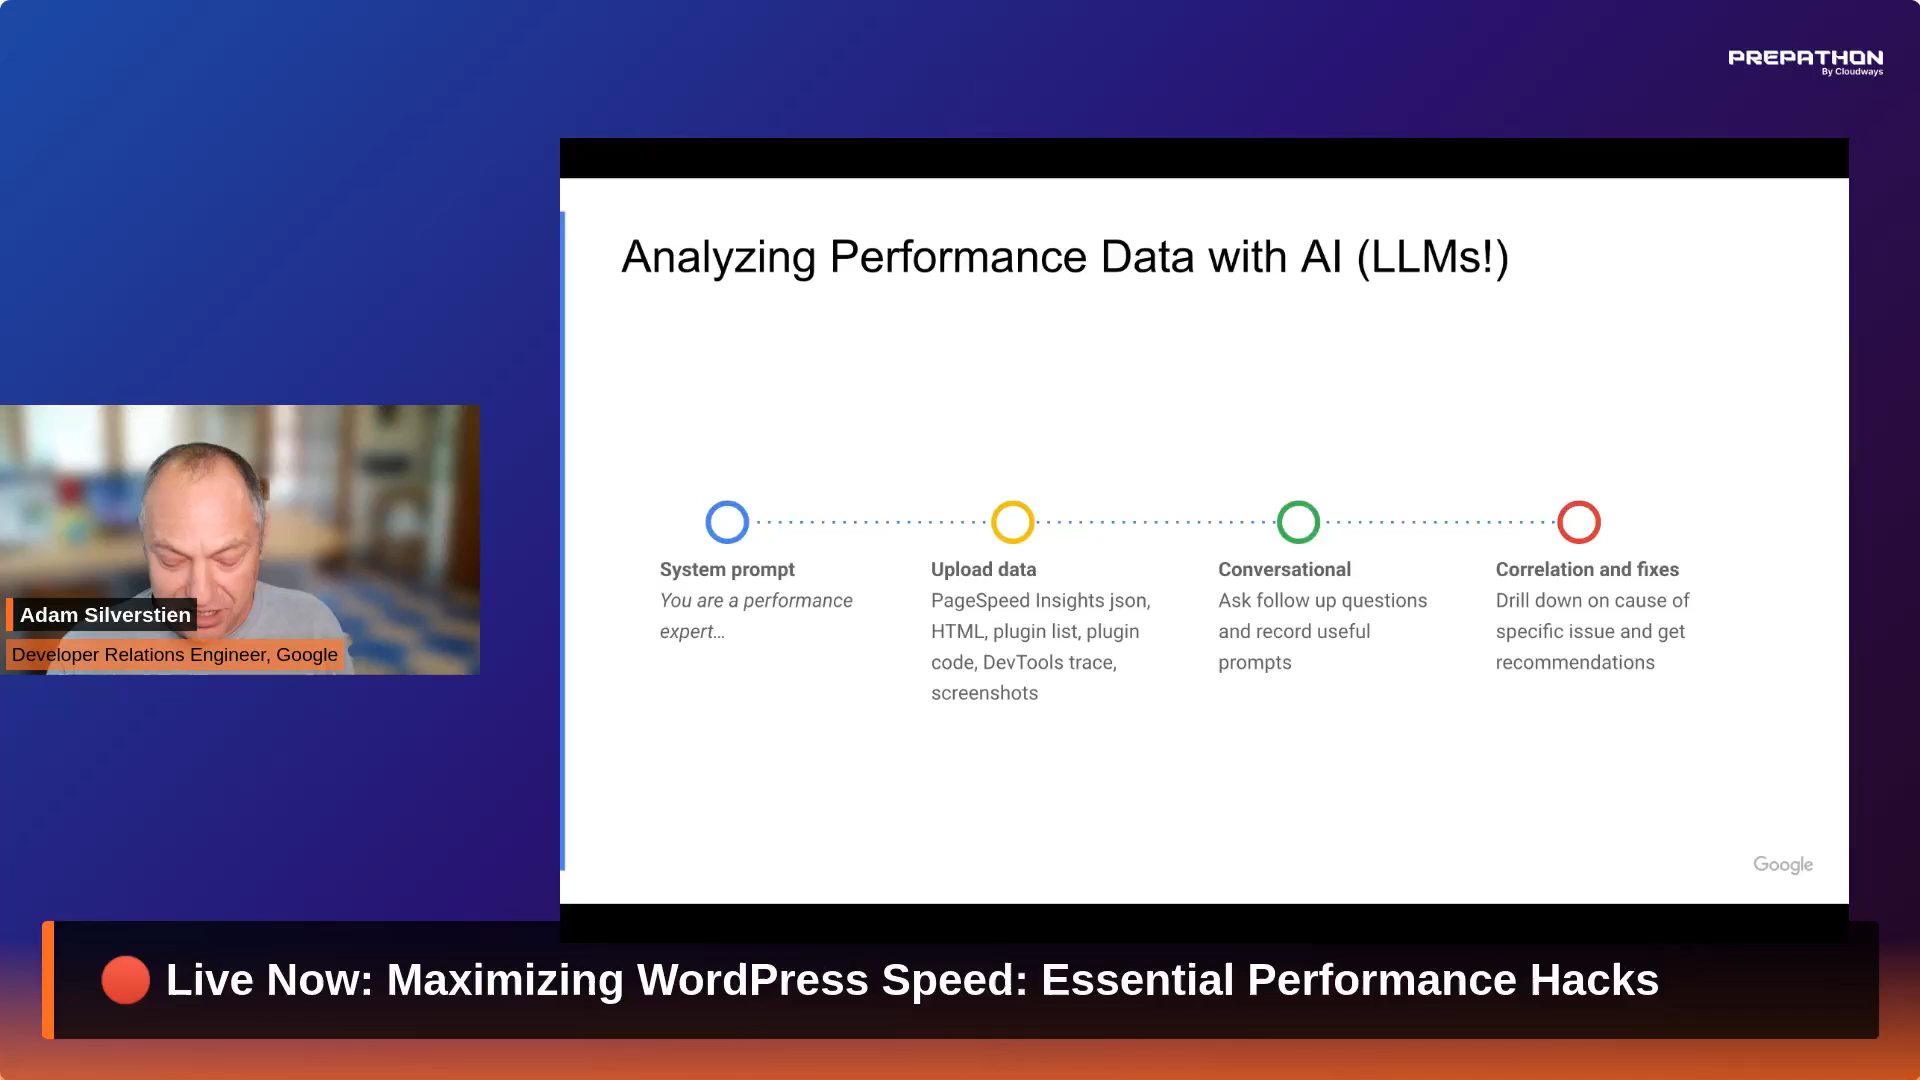 PREPATHON
By Cloudways
Analyzing Performance Data with AI (LLMs!)
System prompt
You are a performance
expert...
Upload data
PageSpeed Insights json,
HTML, plugin list, plugin
code, DevTools trace,
screenshots
Conversational
Ask follow up questions
and record useful
prompts
Correlation and fixes
Drill down on cause of
specific issue and get
recommendations
Google
Adam Silverstien
Developer Relations Engineer, Google
Live Now: Maximizing WordPress Speed: Essential Performance Hacks